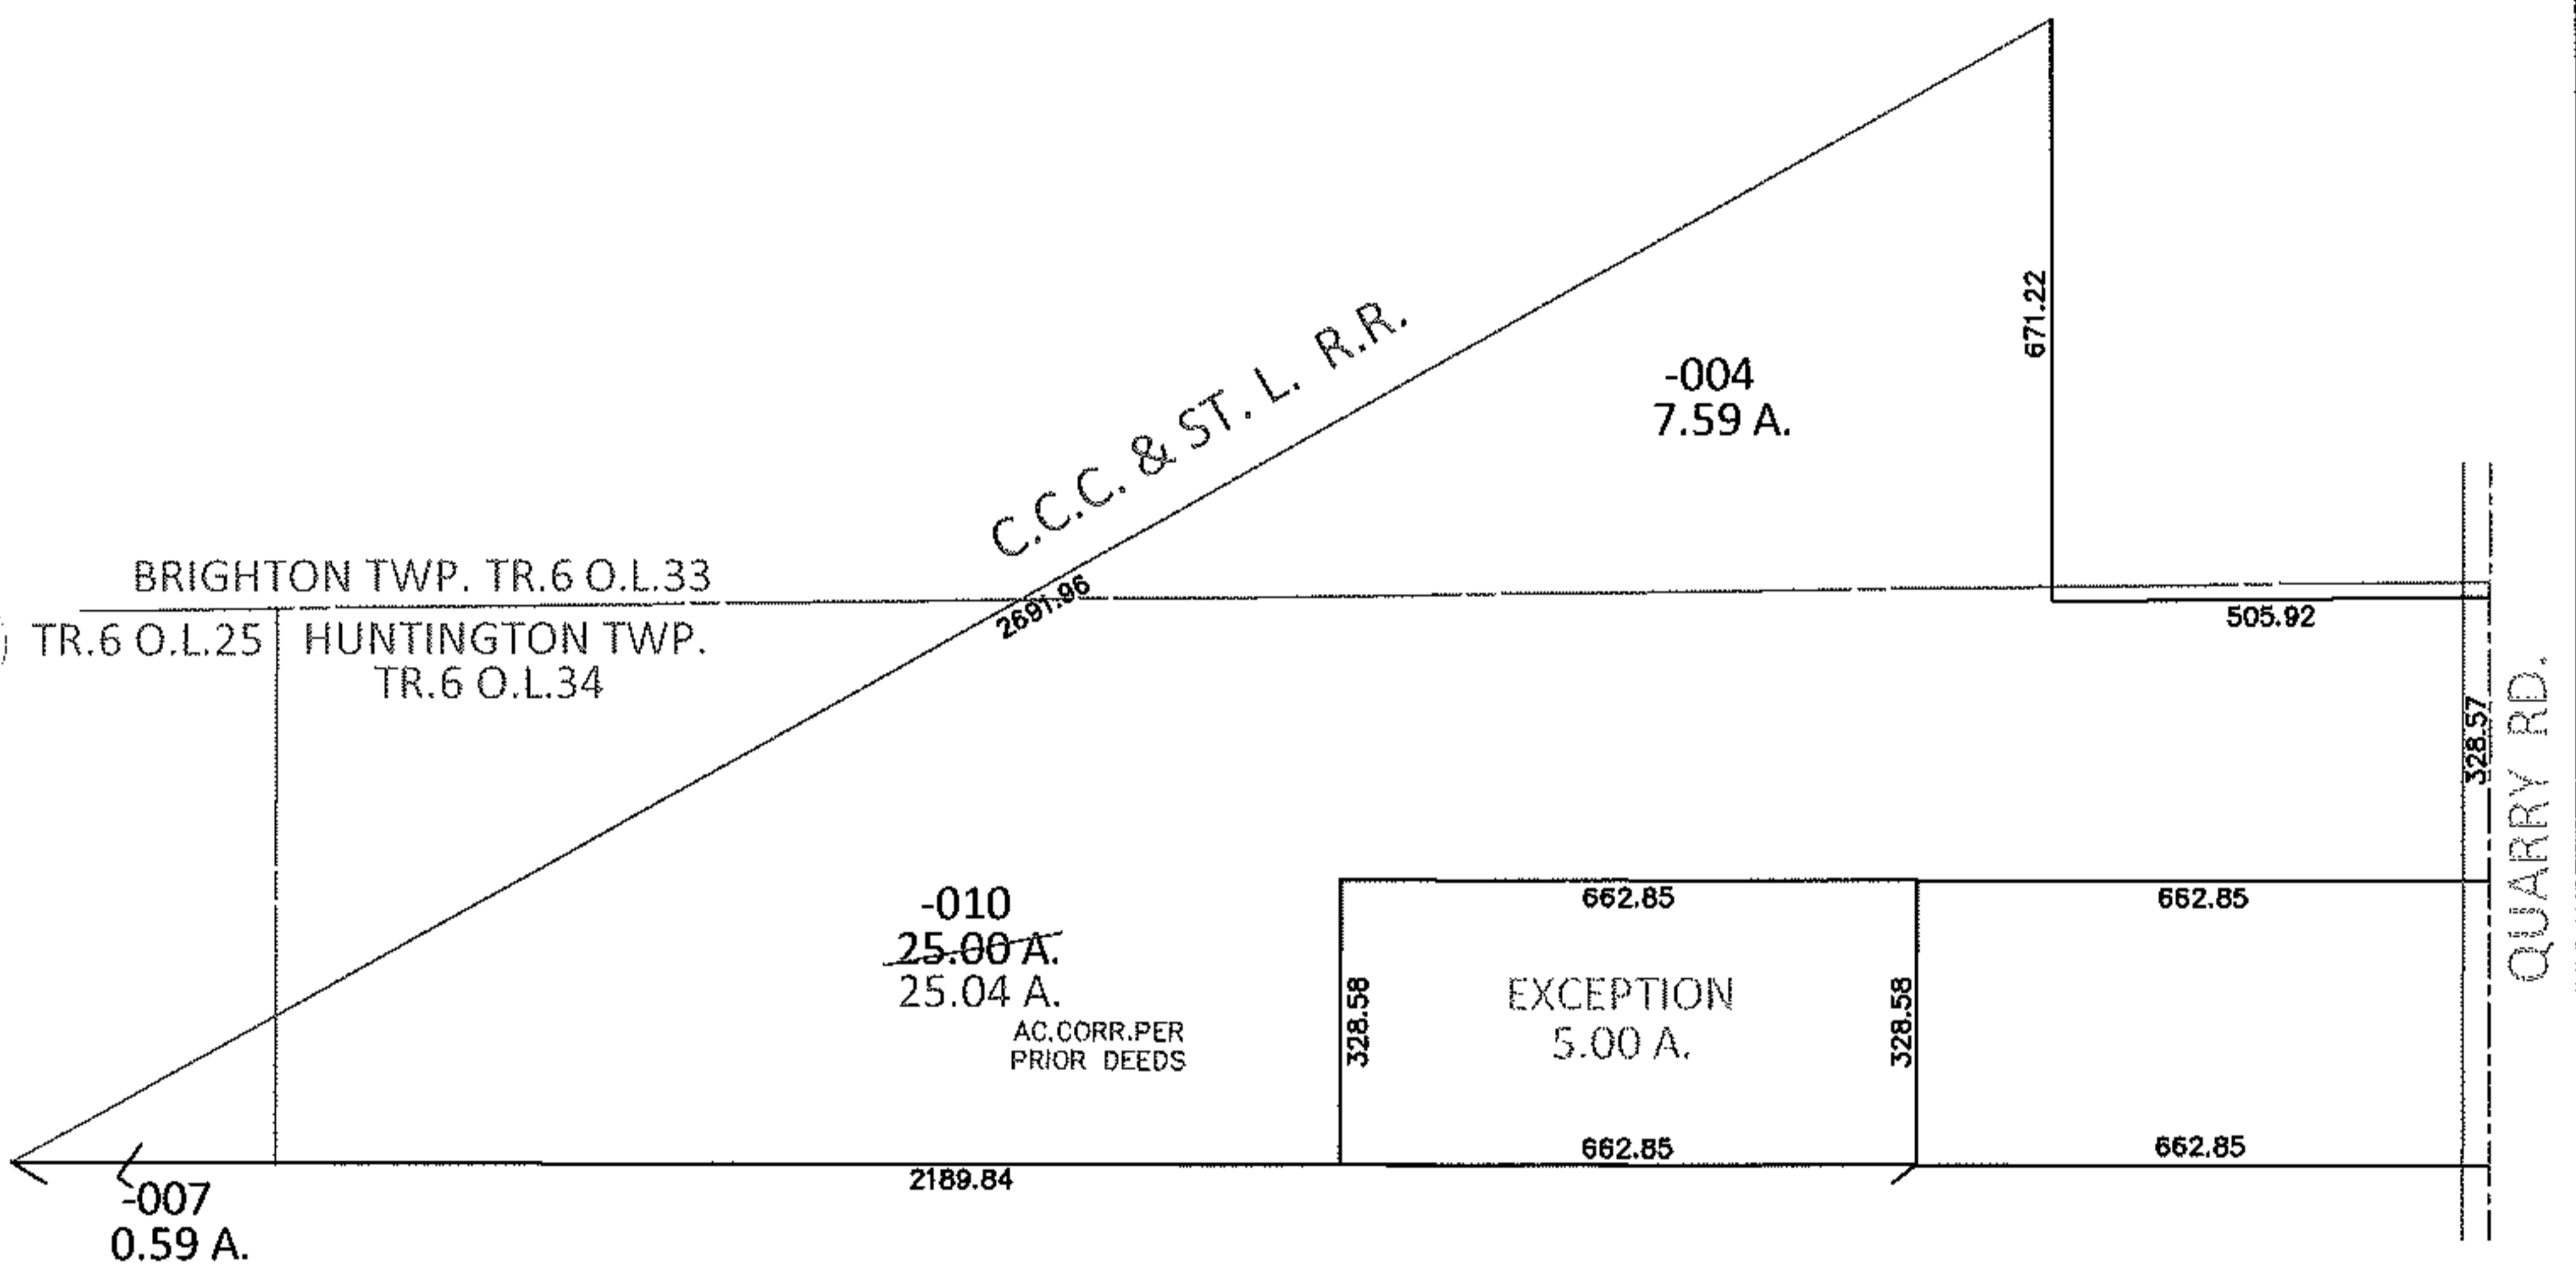 671.22
-004
7.59 A.
C.C.C. & ST. L. R.R.
BRIGHTON TWP. TR.6 O.L.33
2691.96
505.92
TR.6 O.L.25
HUNTINGTON TWP.
TR.6 O.L.34
328.57
QUARRY RD.
-010
25.00 A.
25.04 A.
AC.CORR.PER
PRIOR DEEDS
662.85
662.85
328.58
EXCEPTION
5.00 A.
328.58
662.85
662.85
2189.84
-007
0.59 A.